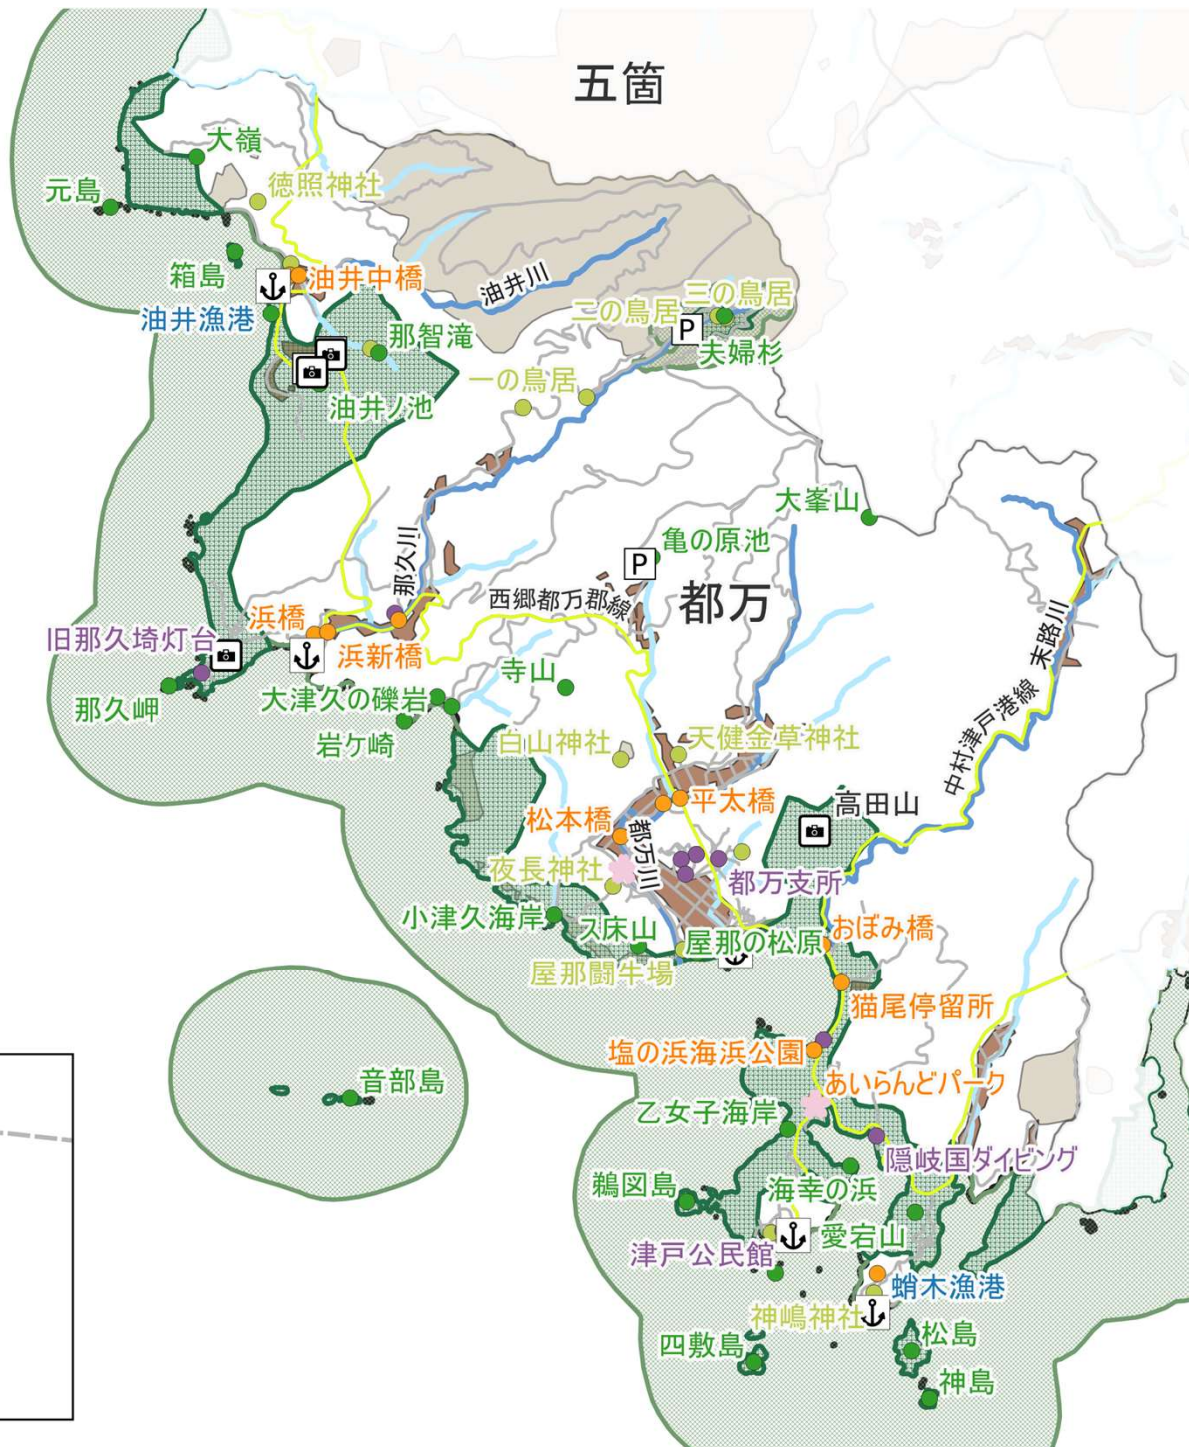 五箇
大嶺
徳照神社
元島
箱島
油井中橋
油井川
三の鳥居
二の鳥居
P
油井漁港
那智滝
夫婦杉
一の鳥居
油井ノ池
大峯山
亀の原池
P
那久川
都万
西郷都万郡線
浜橋
旧那久埼灯台
浜新橋
末路川
寺山
大津久の礫岩
那久岬
中村津戸港線
岩ケ崎
白山神社
天健金草神社
平太橋
高田山
松本橋
都万川
夜長神社
都万支所
小津久海岸
ス床山
屋那の松原
おぼみ橋
屋那闘牛場
猫尾停留所
塩の浜海浜公園
あいらんどパーク
音部島
乙女子海岸
隠岐国ダイビング
鵜図島
海幸の浜
愛宕山
津戸公民館
蛸木漁港
神嶋神社
四敷島
松島
神島